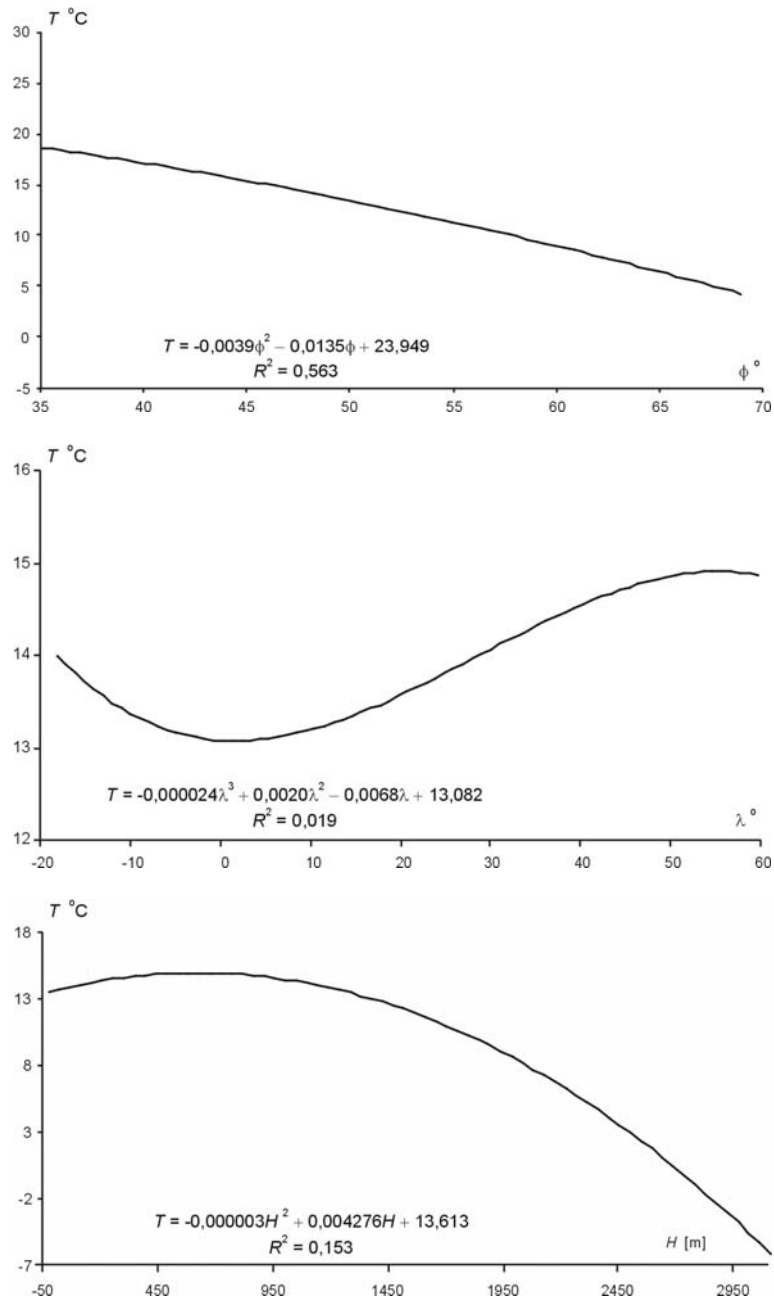 T °C
30
25
20
15
10
5
0
-5
T = -0,0039ϕ² – 0,0135ϕ + 23,949
R² = 0,563
ϕ °
35 40 45 50 55 60 65 70
T °C
16
15
14
13
12
T = -0,000024λ³ + 0,0020λ² – 0,0068λ + 13,082
R² = 0,019
λ °
-20 -10 0 10 20 30 40 50 60
T °C
18
13
8
3
-2
-7
T = -0,000003H² + 0,004276H + 13,613
R² = 0,153
H [m]
-50 450 950 1450 1950 2450 2950